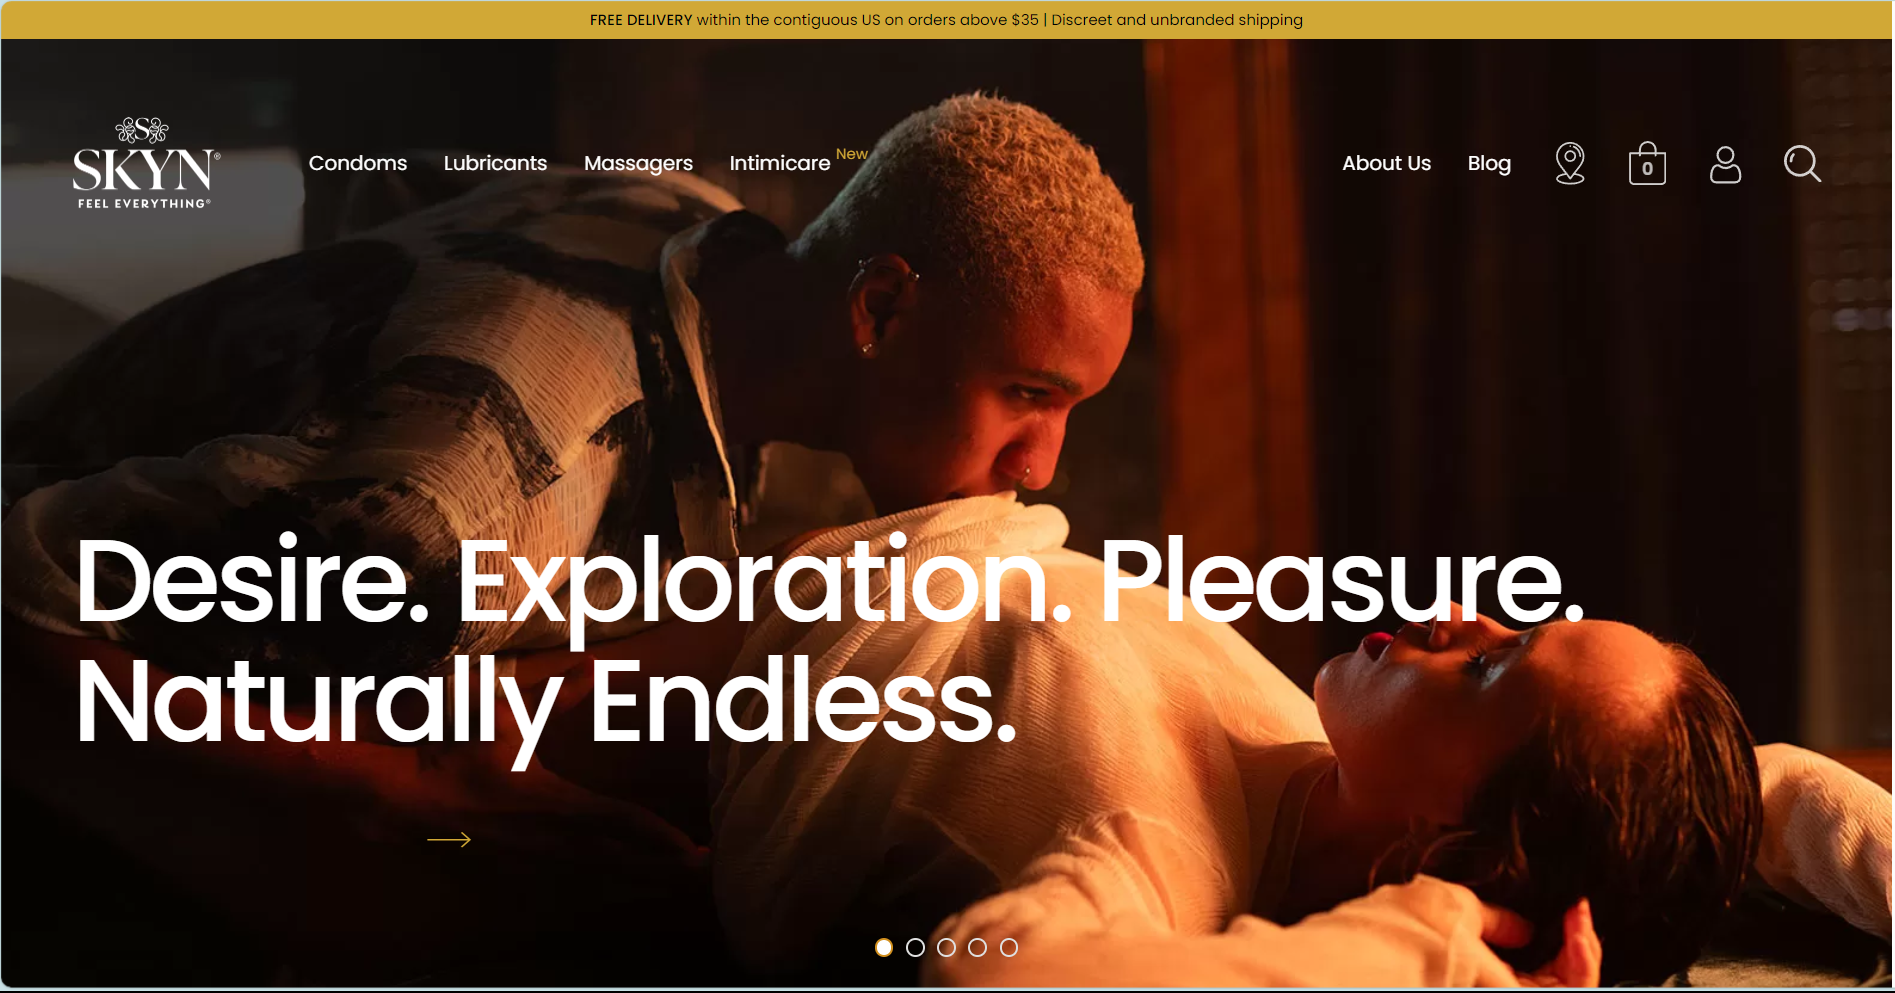 FREE DELIVERY within the contiguous US on orders above $35 | Discreet and unbranded shipping
S
SKYN®
FEEL EVERYTHING®
Condoms Lubricants Massagers Intimicare New
About Us Blog 0
Desire. Exploration. Pleasure.
Naturally Endless.